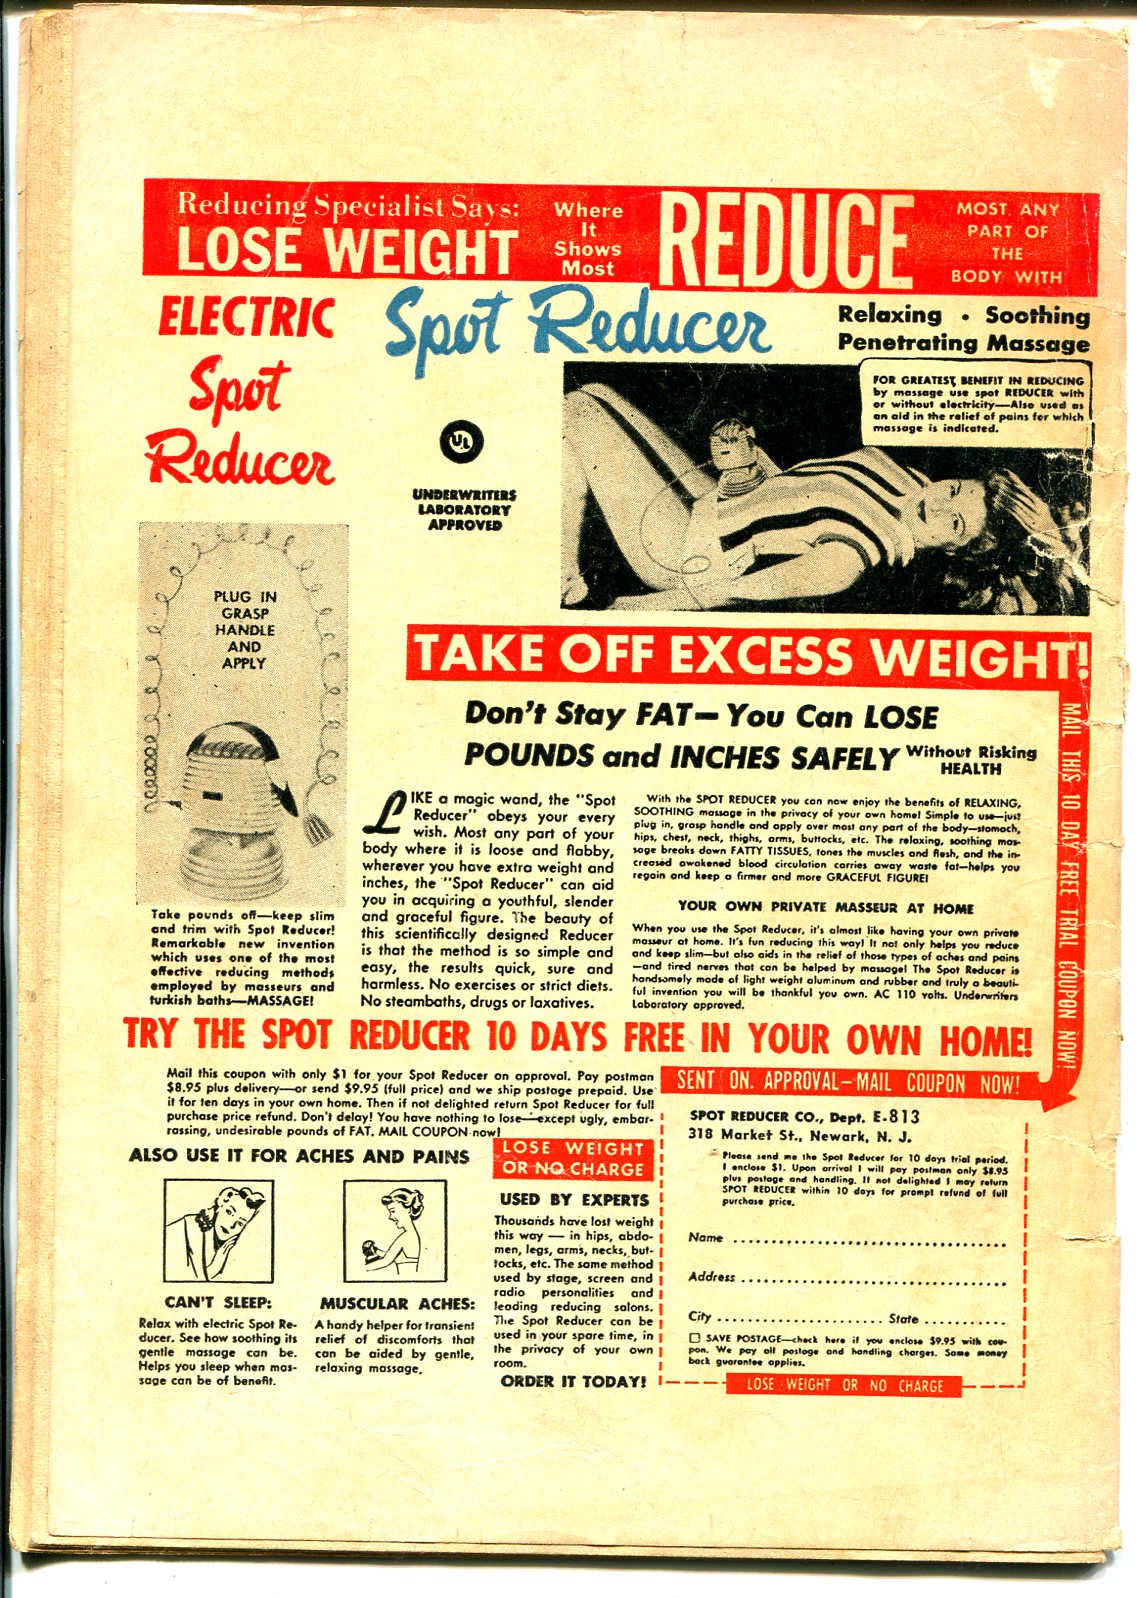 Reducing Specialist Says:
LOSE WEIGHT
Where
It
Shows
Most
REDUCE
MOST ANY
PART OF
THE
BODY WITH
ELECTRIC
Spot
Reducer
Spot Reducer
Relaxing • Soothing
Penetrating Massage
UL
UNDERWRITERS
LABORATORY
APPROVED
FOR GREATEST BENEFIT IN REDUCING
by massage use spot REDUCER with
or without electricity—Also used as
an aid in the relief of pains for which
massage is indicated.
PLUG IN
GRASP
HANDLE
AND
APPLY
Take pounds off—keep slim
and trim with Spot Reducer!
Remarkable new invention
which uses one of the most
effective reducing methods
employed by masseurs and
turkish baths—MASSAGE!
TAKE OFF EXCESS WEIGHT!
Don't Stay FAT—You Can LOSE
POUNDS and INCHES SAFELY Without Risking
HEALTH
LIKE a magic wand, the "Spot
Reducer" obeys your every
wish. Most any part of your
body where it is loose and flabby,
wherever you have extra weight and
inches, the "Spot Reducer" can aid
you in acquiring a youthful, slender
and graceful figure. The beauty of
this scientifically designed Reducer
is that the method is so simple and
easy, the results quick, sure and
harmless. No exercises or strict diets.
No steambaths, drugs or laxatives.
With the SPOT REDUCER you can now enjoy the benefits of RELAXING,
SOOTHING massage in the privacy of your own home! Simple to use—just
plug in, grasp handle and apply over most any part of the body—stomach,
hips, chest, neck, thighs, arms, buttocks, etc. The relaxing, soothing mas-
sage breaks down FATTY TISSUES, tones the muscles and flesh, and the in-
creased awakened blood circulation carries away waste fat—helps you
regain and keep a firmer and more GRACEFUL FIGURE!
YOUR OWN PRIVATE MASSEUR AT HOME
When you use the Spot Reducer, it's almost like having your own private
masseur at home. It's fun reducing this way! It not only helps you reduce
and keep slim—but also aids in the relief of those types of aches and pains
—and tired nerves that can be helped by massage! The Spot Reducer is
handsomely made of light weight aluminum and rubber and truly a beauti-
ful invention you will be thankful you own. AC 110 volts. Underwriters
Laboratory approved.
MAIL THIS 10 DAY FREE TRIAL COUPON NOW!
TRY THE SPOT REDUCER 10 DAYS FREE IN YOUR OWN HOME!
Mail this coupon with only $1 for your Spot Reducer on approval. Pay postman
$8.95 plus delivery—or send $9.95 (full price) and we ship postage prepaid. Use
it for ten days in your own home. Then if not delighted return Spot Reducer for full
purchase price refund. Don't delay! You have nothing to lose—except ugly, embar-
rassing, undesirable pounds of FAT. MAIL COUPON now!
ALSO USE IT FOR ACHES AND PAINS
CAN'T SLEEP:
Relax with electric Spot Re-
ducer. See how soothing its
gentle massage can be.
Helps you sleep when mas-
sage can be of benefit.
MUSCULAR ACHES:
A handy helper for transient
relief of discomforts that
can be aided by gentle,
relaxing massage.
LOSE WEIGHT
OR NO CHARGE
USED BY EXPERTS
Thousands have lost weight
this way — in hips, abdo-
men, legs, arms, necks, but-
tocks, etc. The same method
used by stage, screen and
radio personalities and
leading reducing salons.
The Spot Reducer can be
used in your spare time, in
the privacy of your own
room.
ORDER IT TODAY!
SENT ON APPROVAL—MAIL COUPON NOW!
SPOT REDUCER CO., Dept. E-813
318 Market St., Newark, N. J.
Please send me the Spot Reducer for 10 days trial period.
I enclose $1. Upon arrival I will pay postman only $8.95
plus postage and handling. If not delighted I may return
SPOT REDUCER within 10 days for prompt refund of full
purchase price.
Name
Address
City State
SAVE POSTAGE—check here if you enclose $9.95 with cou-
pon. We pay all postage and handling charges. Same money
back guarantee applies.
LOSE WEIGHT OR NO CHARGE